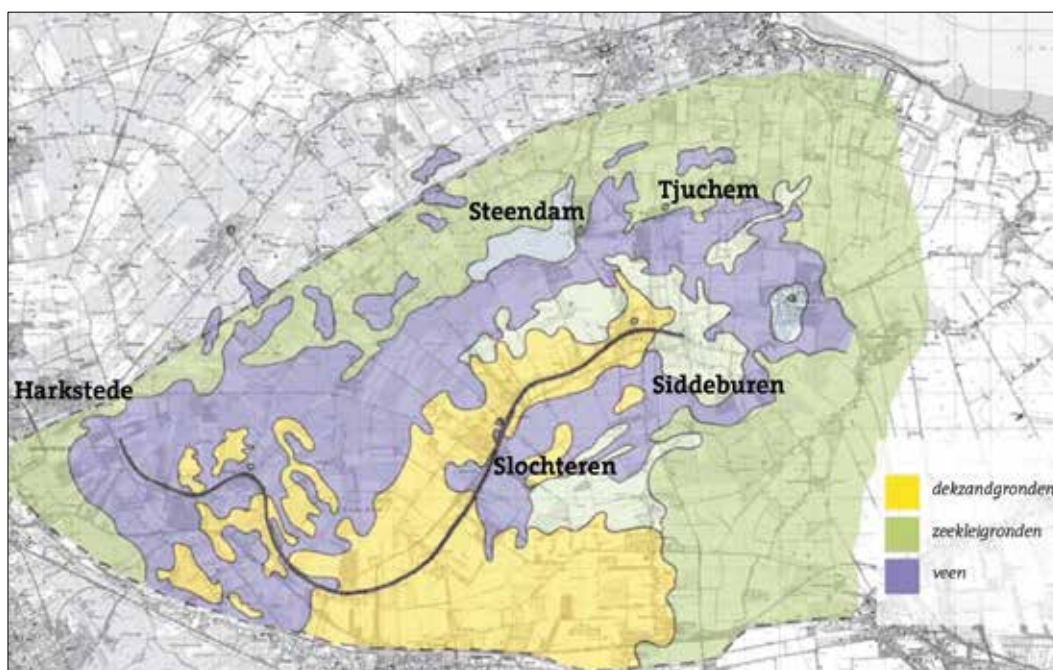 Tjuchem
Steendam
Harkstede
Siddeburen
Slochteren
dekzandgronden
zeekleigronden
veen